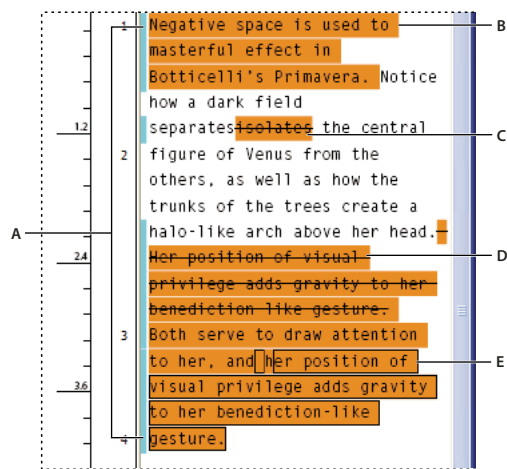 1 Negative space is used to B
masterful effect in
Botticelli's Primavera. Notice
how a dark field
1.2 separatesisolates the central C
2 figure of Venus from the
others, as well as how the
trunks of the trees create a
A halo-like arch above her head.
2.4 Her position of visual D
privilege adds gravity to her
benediction like gesture.
3 Both serve to draw attention
to her, and her position of E
3.6 visual privilege adds gravity
to her benediction-like
4 gesture.